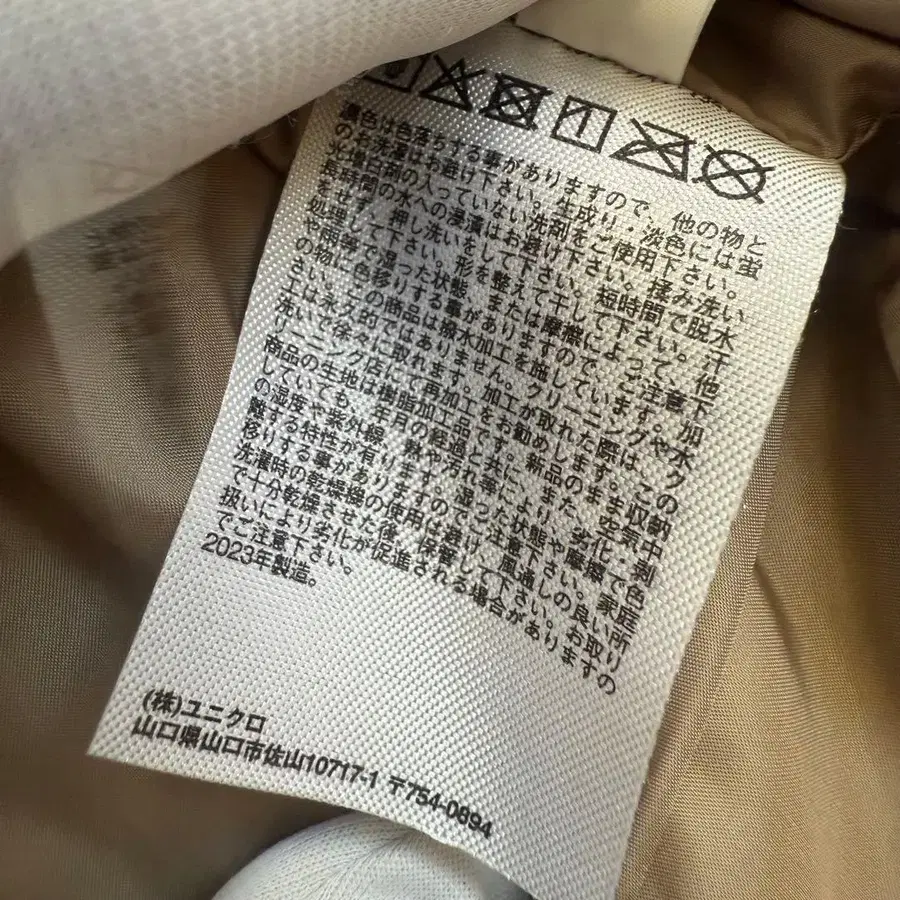 濃色は色落ちする事がありますので、他の物と
の洗濯はお避け下さい。生成り・淡色には蛍
光増白剤の入っていない洗剤をご使用下さい。
長時間の水への浸漬はお避け下さい。揉み洗い
をせず、押し洗いをして下さい。短時間で脱水
処理して下さい。形を整えて干して下さい。汗
や雨等で湿った状態、または摩擦によって、他
の物に色移りする事がありますので、ご注意下
さい。この商品は撥水加工を施しています。加
工は永久的ではありません。クリーニングや水
洗いで徐々に取れます。加工が取れた際は、ク
リーニング店にて再加工をお勧めします。この
商品の生地は樹脂加工品です。新品のまま収納
していても、年月の経過と共に、また、空気中
の湿度や紫外線、熱や汚れ等により、劣化・剥
離する特性が有ります。湿った状態や摩擦で色
移りする事がありますのでご注意下さい。家庭
洗濯時の乾燥機の使用は避け、風通しの良い所
で十分乾燥させた後、保管して下さい。お取り
扱いにより劣化が促進される場合がありますの
でご注意下さい。
2023年製造。
(株)ユニクロ
山口県山口市佐山10717-1 〒754-0894